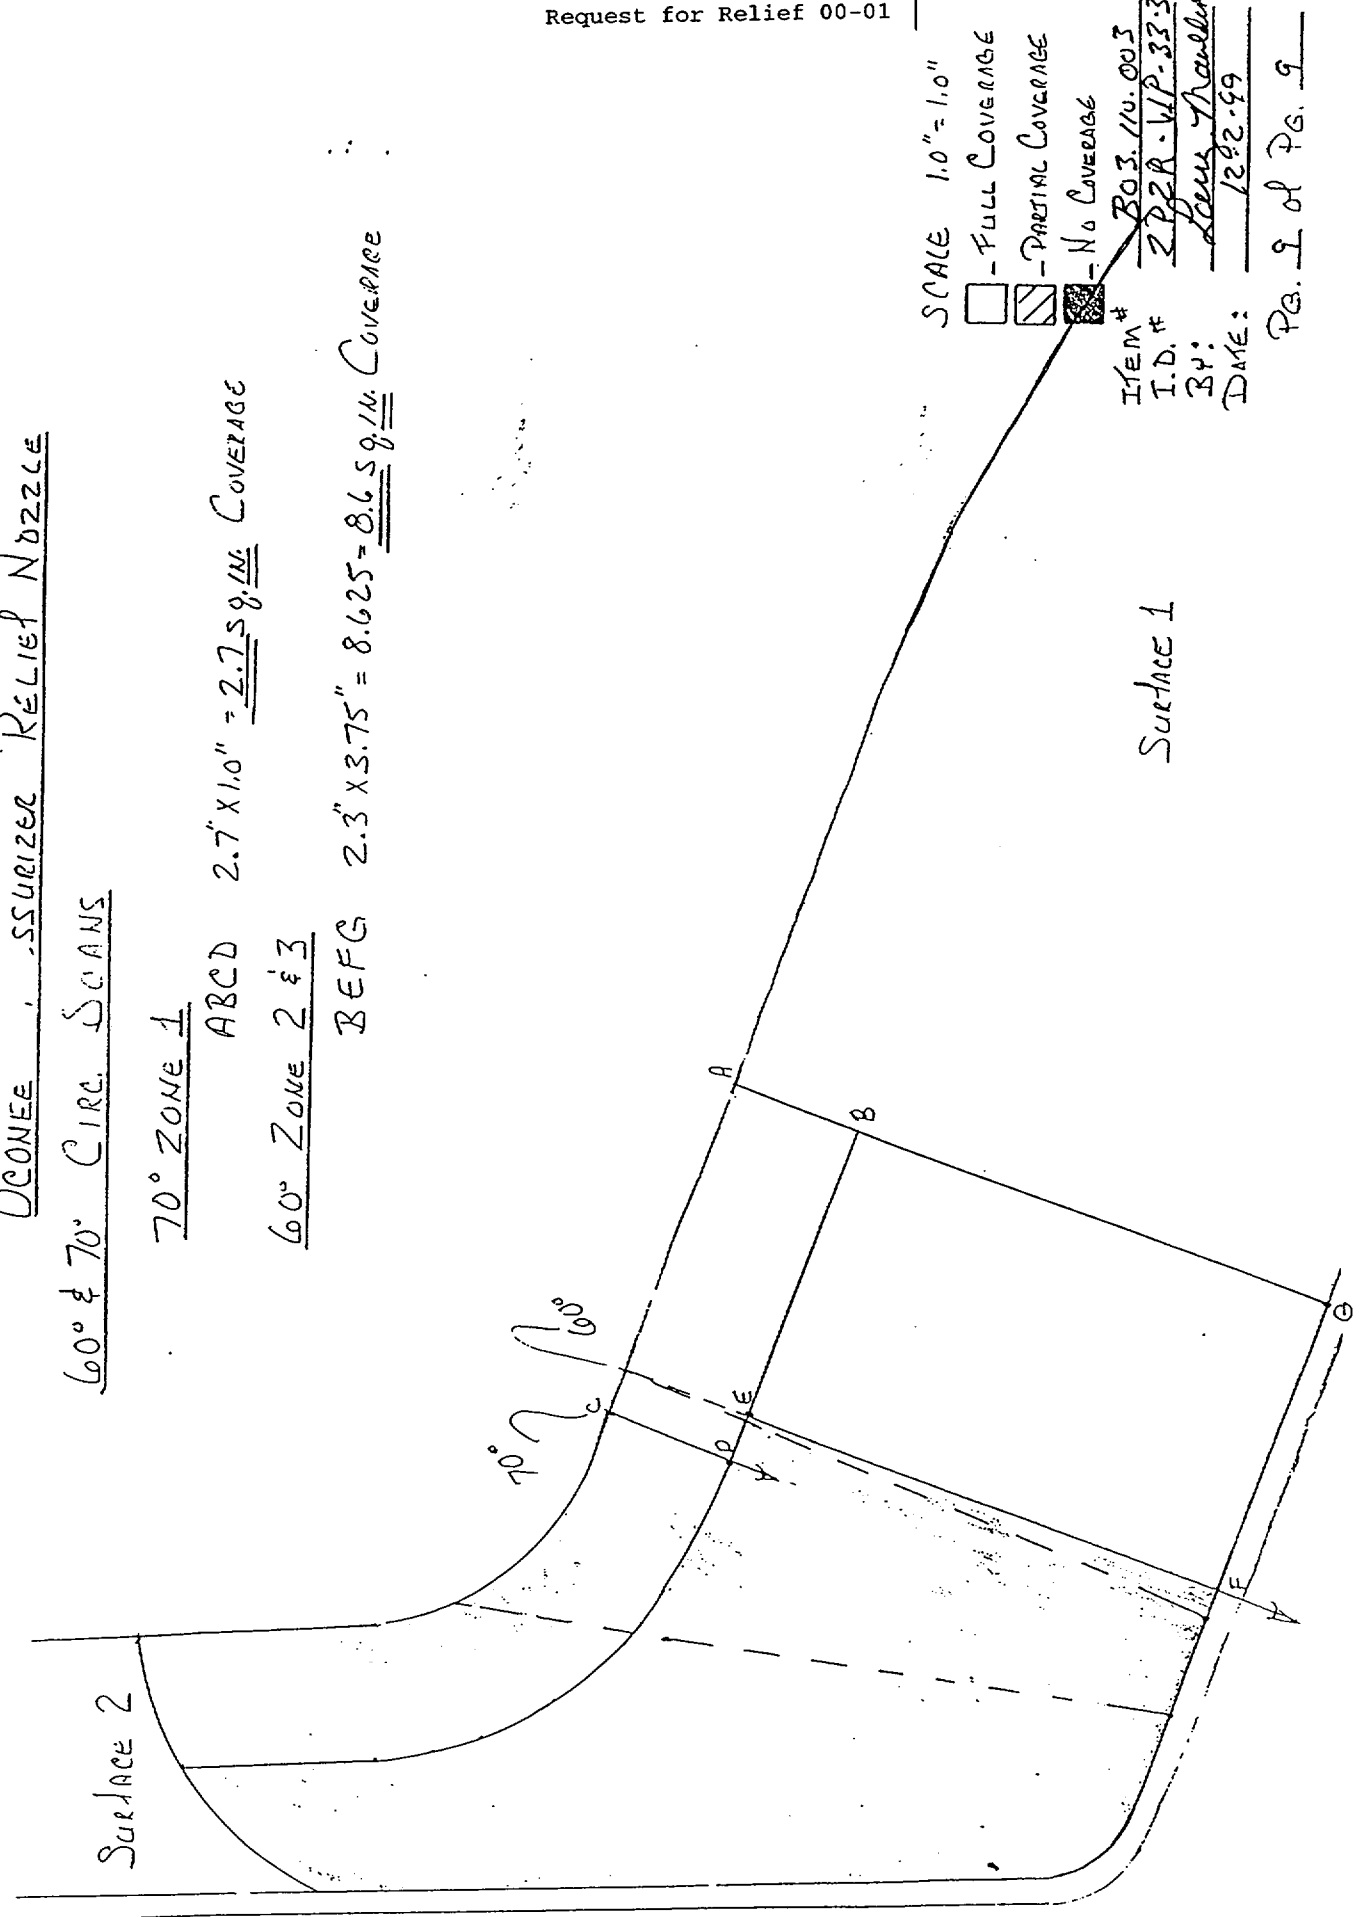 Request for Relief 00-01
OCONEE .SSURIZER RELIEF NOZZLE
60° & 70° CIRC. SCANS
70° ZONE 1
ABCD 2.7" X 1.0" = 2.7 sq. IN. COVERAGE
60° ZONE 2 & 3
BEFG 2.3" X 3.75" = 8.625 = 8.6 sq. IN. COVERAGE
SURFACE 2
SURFACE 1
70°
60°
A
B
C
D
E
F
G
SCALE 1.0" = 1.0"
- FULL COVERAGE
- PARTIAL COVERAGE
- NO COVERAGE
ITEM # B03.110.003
I.D. # 2PZR-WP-33-3
BY: Larry Mauldin
DATE: 12-2-99
PG. 9 of PG. 9